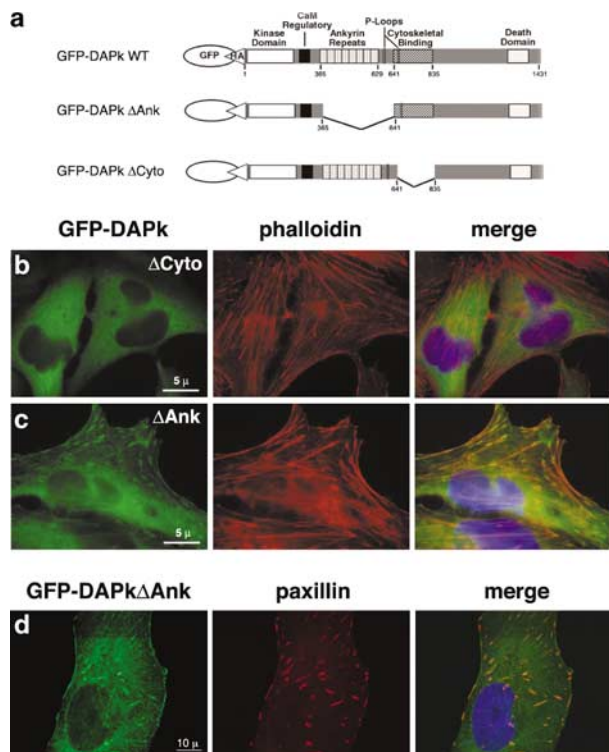 a
CaM
Regulatory
P-Loops
Kinase
Domain
Ankyrin
Repeats
Cytoskeletal
Binding
Death
Domain
GFP-DAPk WT
GFP
HA
1
365
629
641
835
1431
GFP-DAPk ΔAnk
365
641
GFP-DAPk ΔCyto
641
835
GFP-DAPk
phalloidin
merge
b
ΔCyto
5 μ
c
ΔAnk
5 μ
GFP-DAPkΔAnk
paxillin
merge
d
10 μ